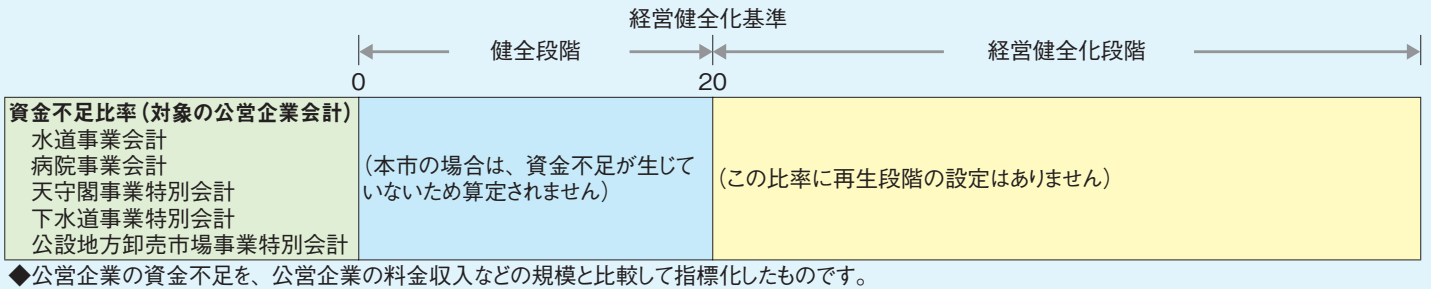 経営健全化基準
健全段階
経営健全化段階
0
20
資金不足比率(対象の公営企業会計)
水道事業会計
病院事業会計
天守閣事業特別会計
下水道事業特別会計
公設地方卸売市場事業特別会計
(本市の場合は、資金不足が生じて
いないため算定されません)
(この比率に再生段階の設定はありません)
◆公営企業の資金不足を、公営企業の料金収入などの規模と比較して指標化したものです。